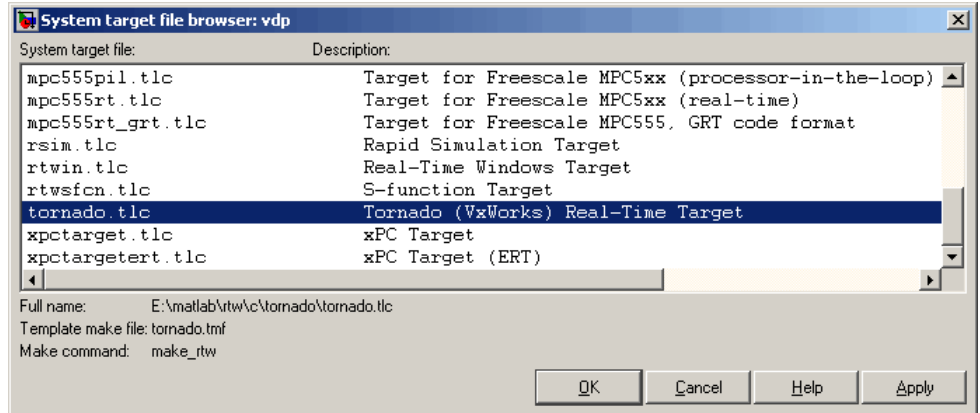 System target file browser: vdp
System target file: Description:
mpc555pil.tlc Target for Freescale MPC5xx (processor-in-the-loop)
mpc555rt.tlc Target for Freescale MPC5xx (real-time)
mpc555rt_grt.tlc Target for Freescale MPC555, GRT code format
rsim.tlc Rapid Simulation Target
rtwin.tlc Real-Time Windows Target
rtwsfcn.tlc S-function Target
tornado.tlc Tornado (VxWorks) Real-Time Target
xpctarget.tlc xPC Target
xpctargetert.tlc xPC Target (ERT)
Full name: E:\matlab\rtw\c\tornado\tornado.tlc
Template make file: tornado.tmf
Make command: make_rtw
OK Cancel Help Apply